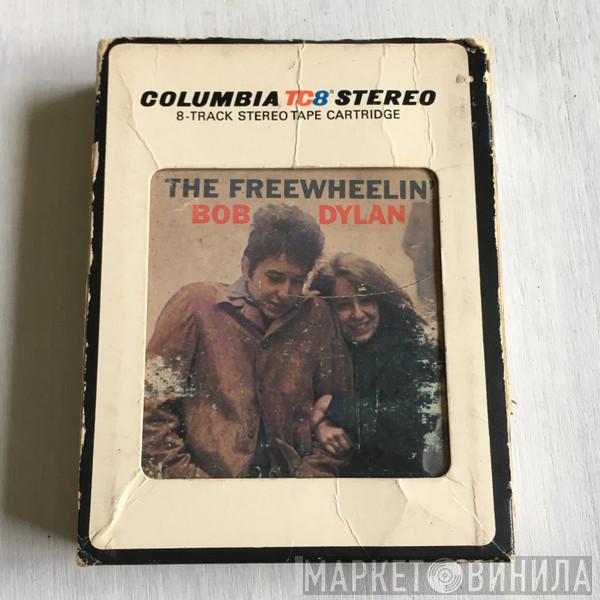 COLUMBIA TC8® STEREO
8-TRACK STEREO TAPE CARTRIDGE
THE FREEWHEELIN'
BOB DYLAN
МАРКЕТ ВИНИЛА